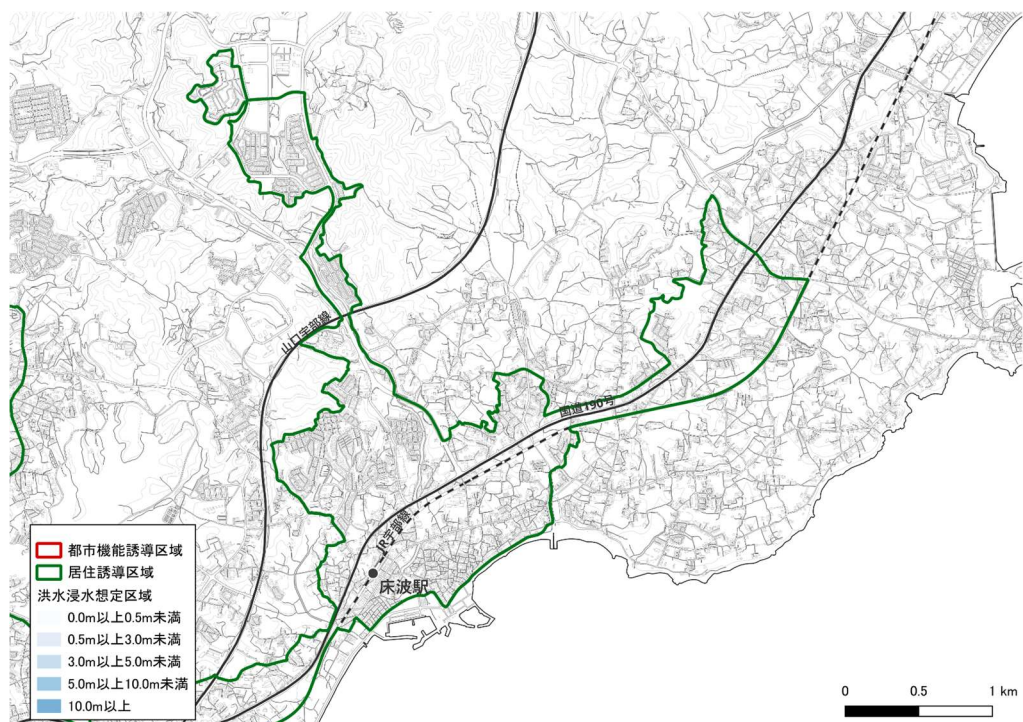 山口宇部線
国道190号
JR宇部線
床波駅
都市機能誘導区域
居住誘導区域
洪水浸水想定区域
0.0m以上0.5m未満
0.5m以上3.0m未満
3.0m以上5.0m未満
5.0m以上10.0m未満
10.0m以上
0 0.5 1 km